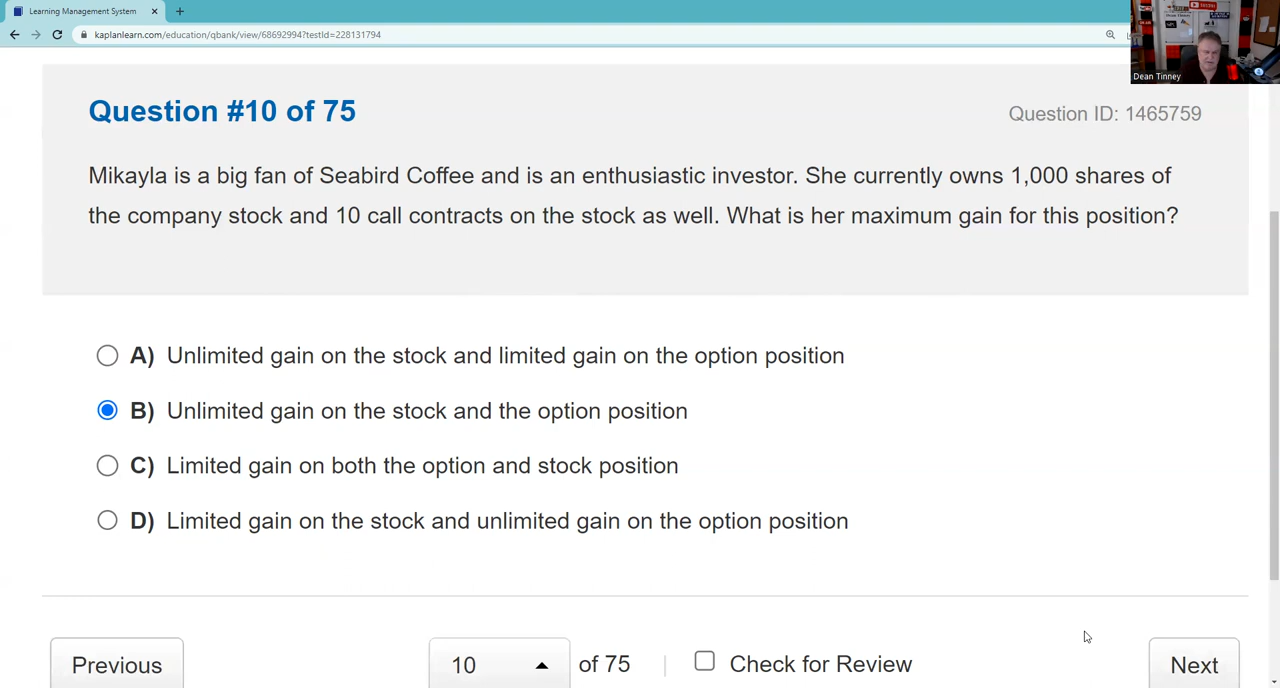 Learning Management System
kaplanlearn.com/education/qbank/view/68692994?testId=228131794
Dean Tinney
Question #10 of 75
Question ID: 1465759
Mikayla is a big fan of Seabird Coffee and is an enthusiastic investor. She currently owns 1,000 shares of
the company stock and 10 call contracts on the stock as well. What is her maximum gain for this position?
A) Unlimited gain on the stock and limited gain on the option position
B) Unlimited gain on the stock and the option position
C) Limited gain on both the option and stock position
D) Limited gain on the stock and unlimited gain on the option position
Previous
10
of 75
Check for Review
Next